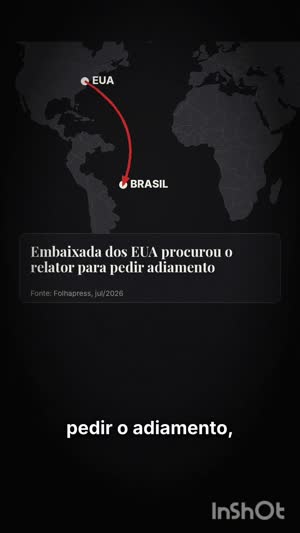 EUA
BRASIL
Embaixada dos EUA procurou o
relator para pedir adiamento
Fonte: Folhapress, jul/2026
pedir o adiamento,
InShOt